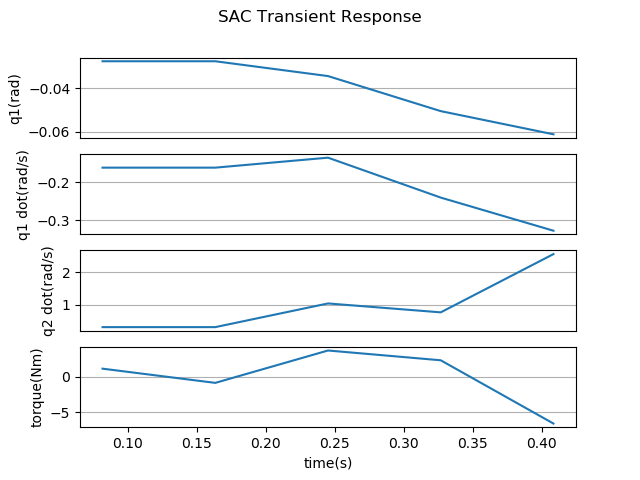 SAC Transient Response
q1(rad)
−0.04
−0.06
q1 dot(rad/s)
−0.2
−0.3
q2 dot(rad/s)
2
1
torque(Nm)
0
−5
0.10 0.15 0.20 0.25 0.30 0.35 0.40
time(s)